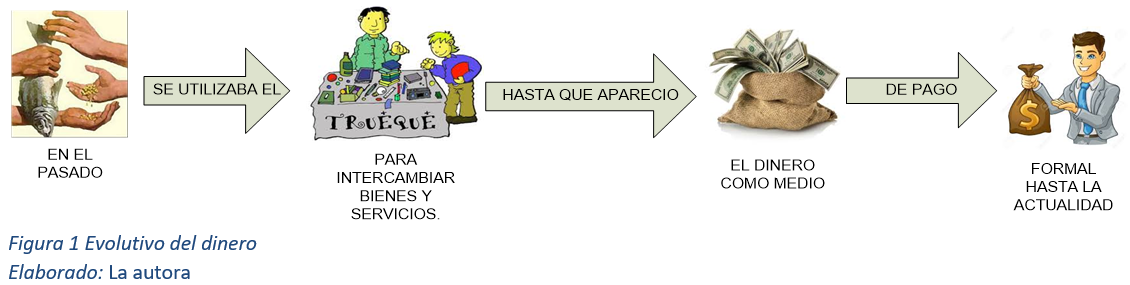 EN EL
PASADO
SE UTILIZABA EL
TRUEQUE
PARA
INTERCAMBIAR
BIENES Y
SERVICIOS.
HASTA QUE APARECIO
EL DINERO
COMO MEDIO
DE PAGO
$
FORMAL
HASTA LA
ACTUALIDAD
Figura 1 Evolutivo del dinero
Elaborado: La autora